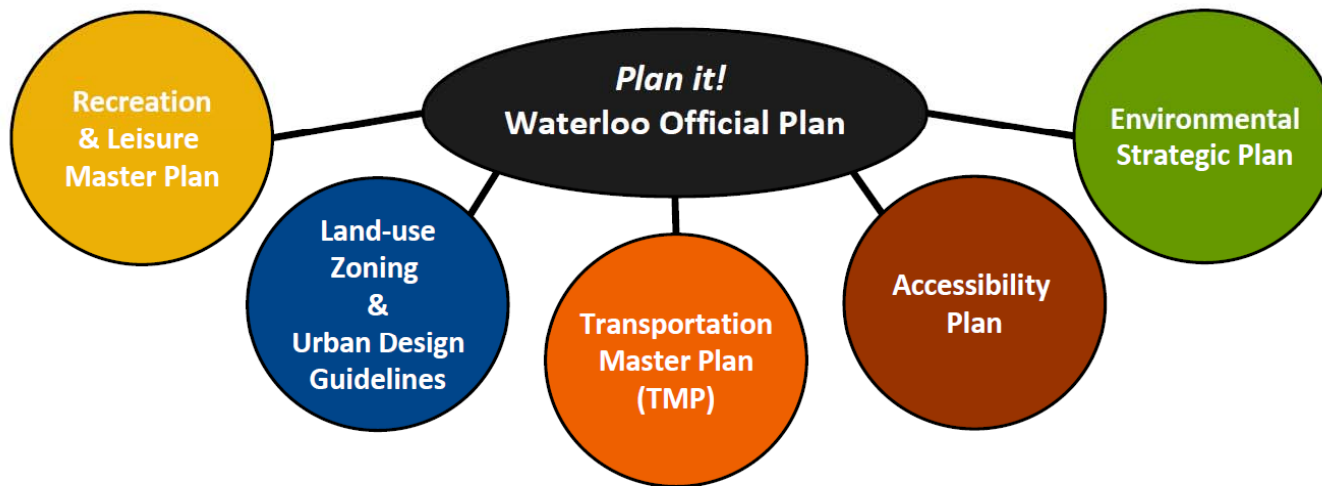 Plan it!
Waterloo Official Plan
Recreation
& Leisure
Master Plan
Land-use
Zoning
&
Urban Design
Guidelines
Transportation
Master Plan
(TMP)
Accessibility
Plan
Environmental
Strategic Plan